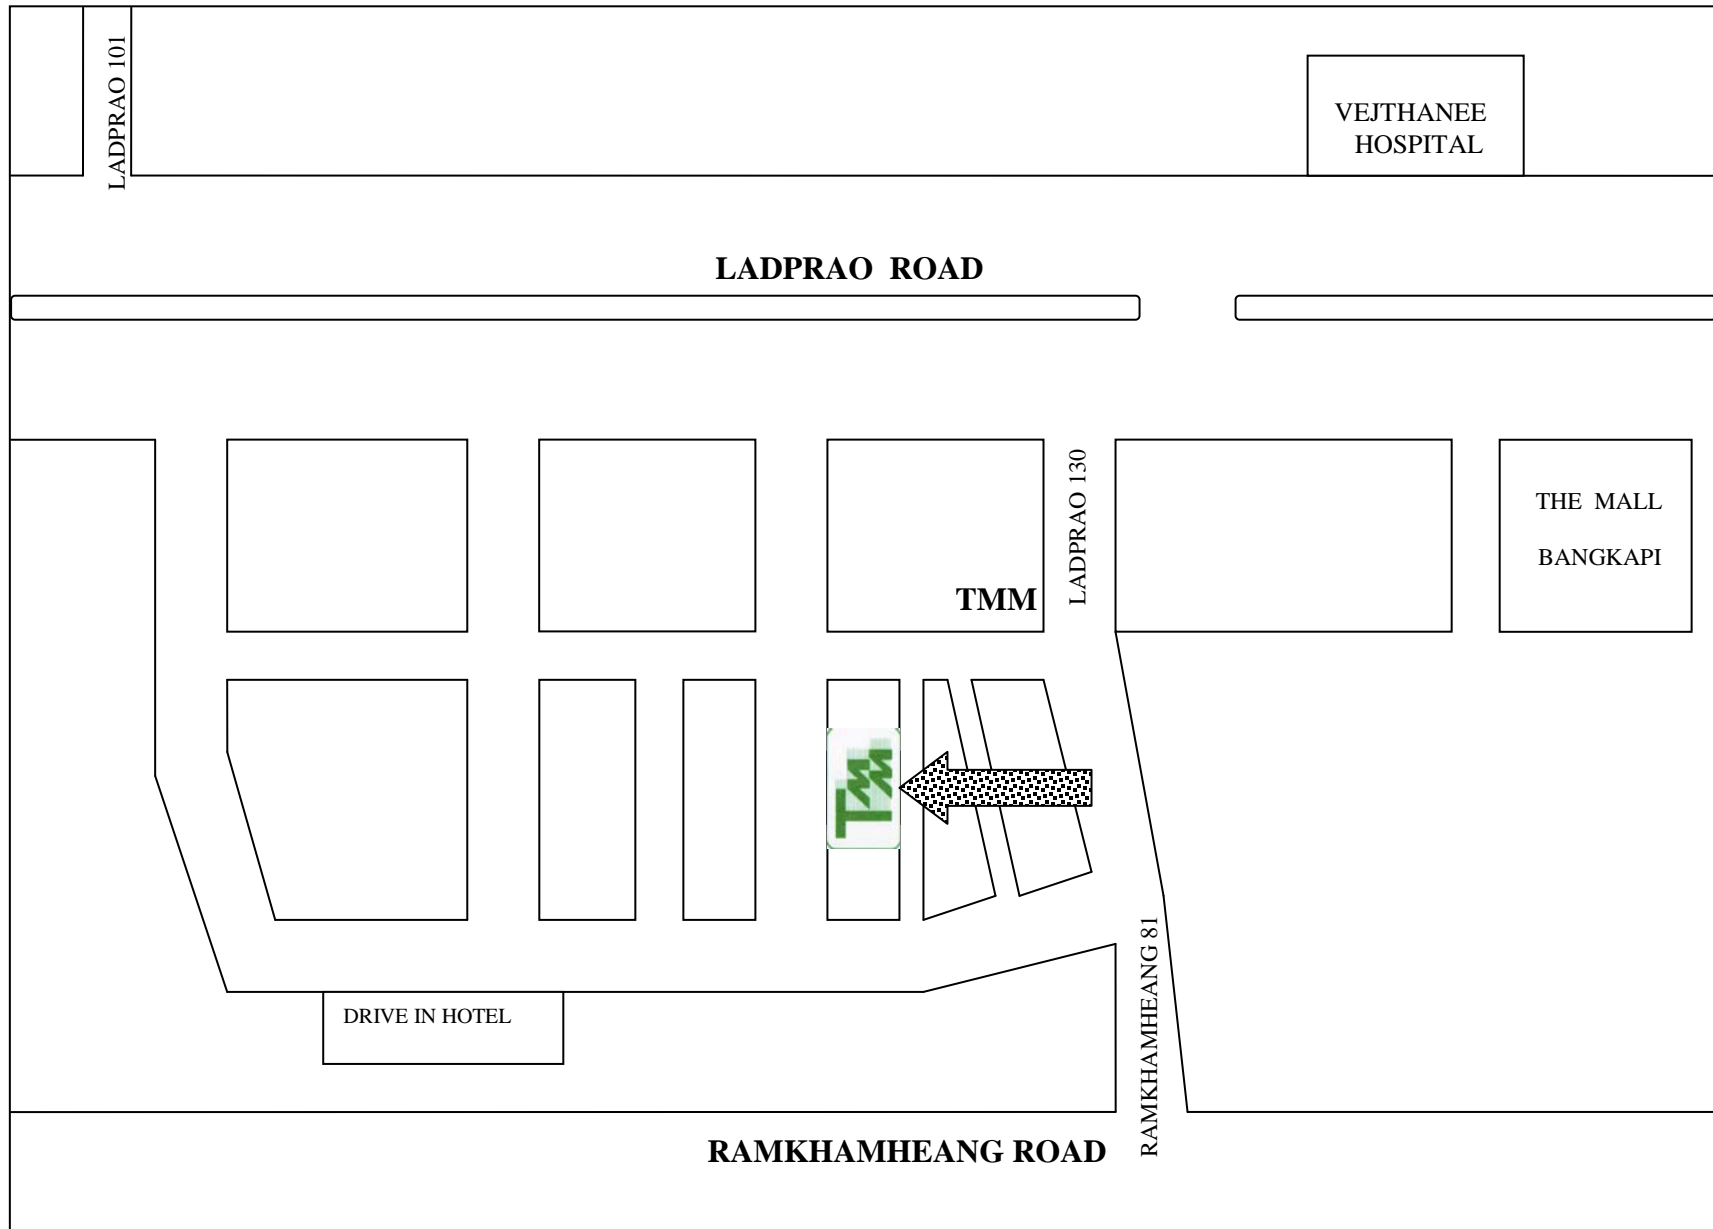 LADPRAO 101
VEJTHANEE
HOSPITAL
LADPRAO ROAD
LADPRAO 130
THE MALL
BANGKAPI
TMM
TMM
DRIVE IN HOTEL
RAMKHAMHEANG 81
RAMKHAMHEANG ROAD